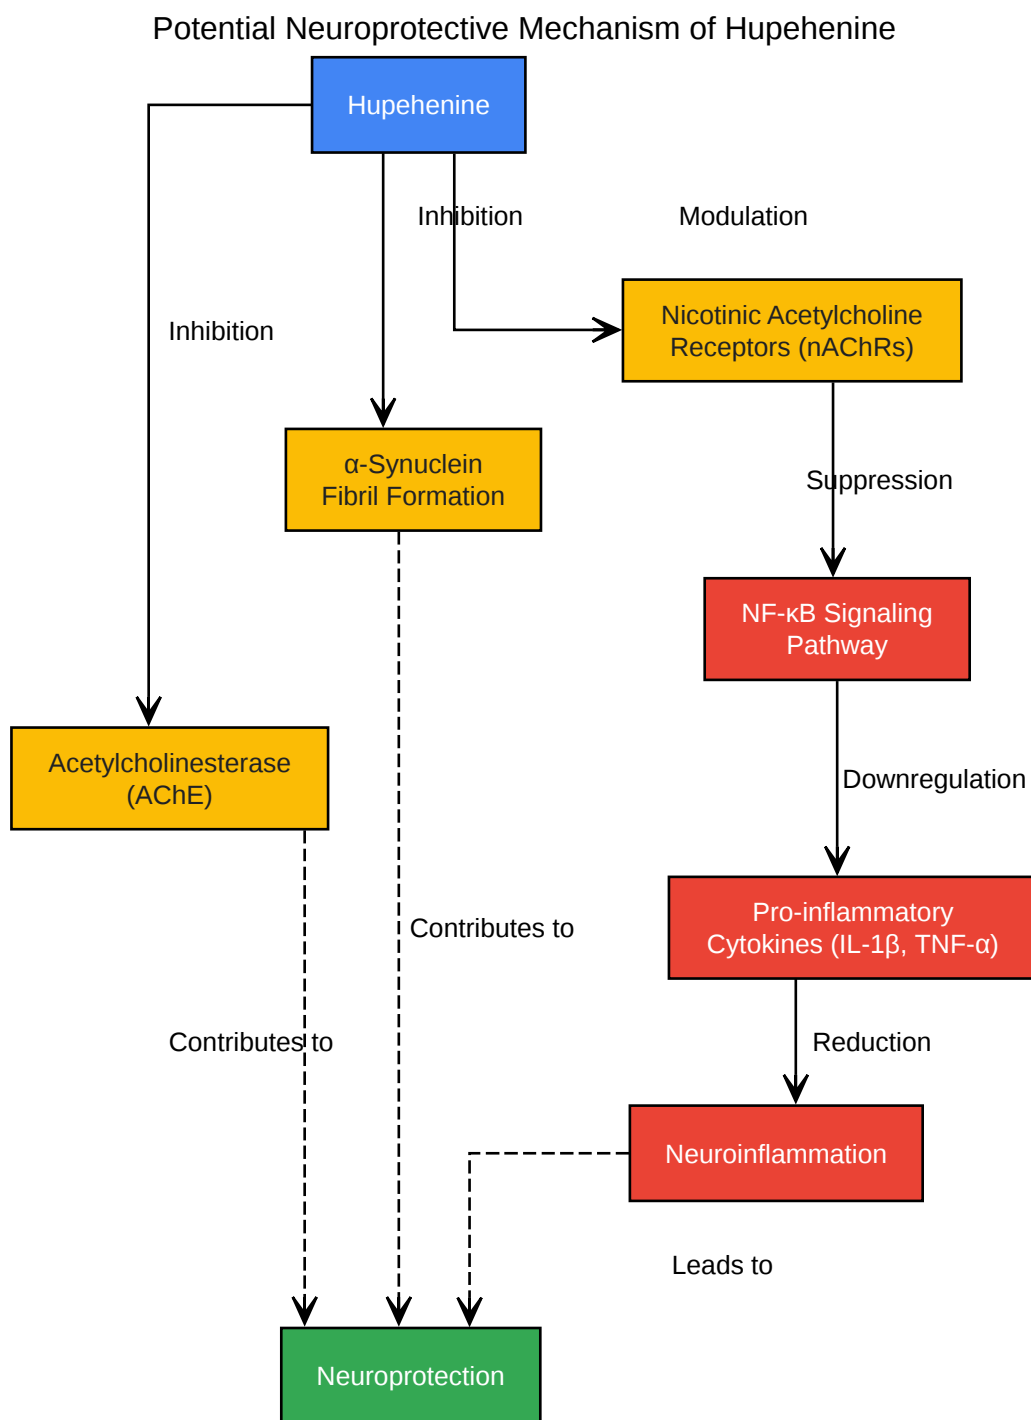 Potential Neuroprotective Mechanism of Hupehenine
Hupehenine
Inhibition
Modulation
Inhibition
Nicotinic Acetylcholine
Receptors (nAChRs)
α-Synuclein
Fibril Formation
Suppression
NF-κB Signaling
Pathway
Acetylcholinesterase
(AChE)
Downregulation
Pro-inflammatory
Cytokines (IL-1β, TNF-α)
Contributes to
Contributes to
Reduction
Neuroinflammation
Leads to
Neuroprotection